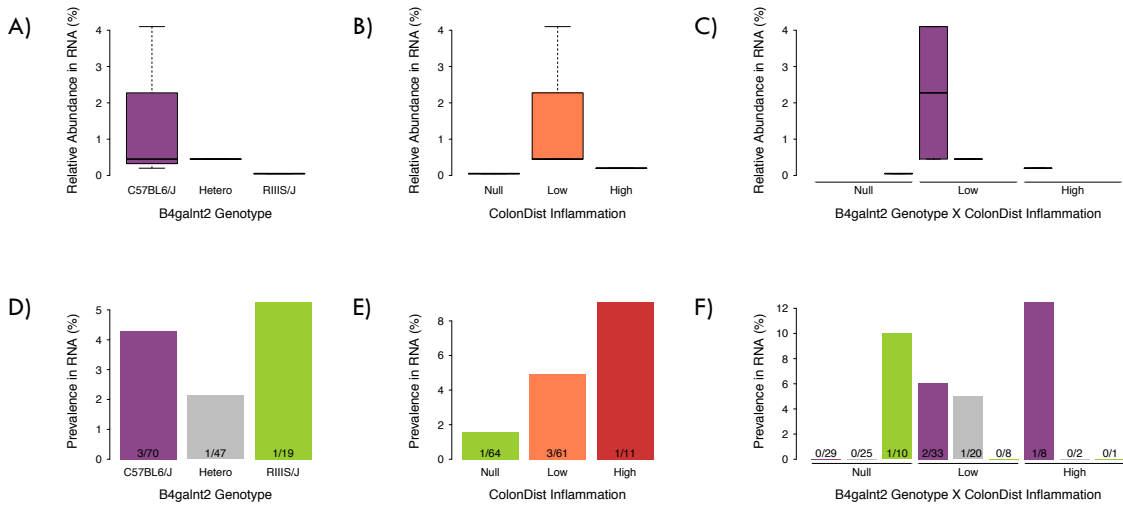 A)
Relative Abundance in RNA (%)
4
3
2
1
0
C57BL6/J Hetero RIIIS/J
B4galnt2 Genotype
B)
Relative Abundance in RNA (%)
4
3
2
1
0
Null Low High
ColonDist Inflammation
C)
Relative Abundance in RNA (%)
4
3
2
1
0
Null Low High
B4galnt2 Genotype X ColonDist Inflammation
D)
Prevalence in RNA (%)
5
4
3
2
1
0
3/70 1/47 1/19
C57BL6/J Hetero RIIIS/J
B4galnt2 Genotype
E)
Prevalence in RNA (%)
8
6
4
2
0
1/64 3/61 1/11
Null Low High
ColonDist Inflammation
F)
Prevalence in RNA (%)
12
10
8
6
4
2
0
0/29 0/25 1/10 2/33 1/20 0/8 1/8 0/2 0/1
Null Low High
B4galnt2 Genotype X ColonDist Inflammation